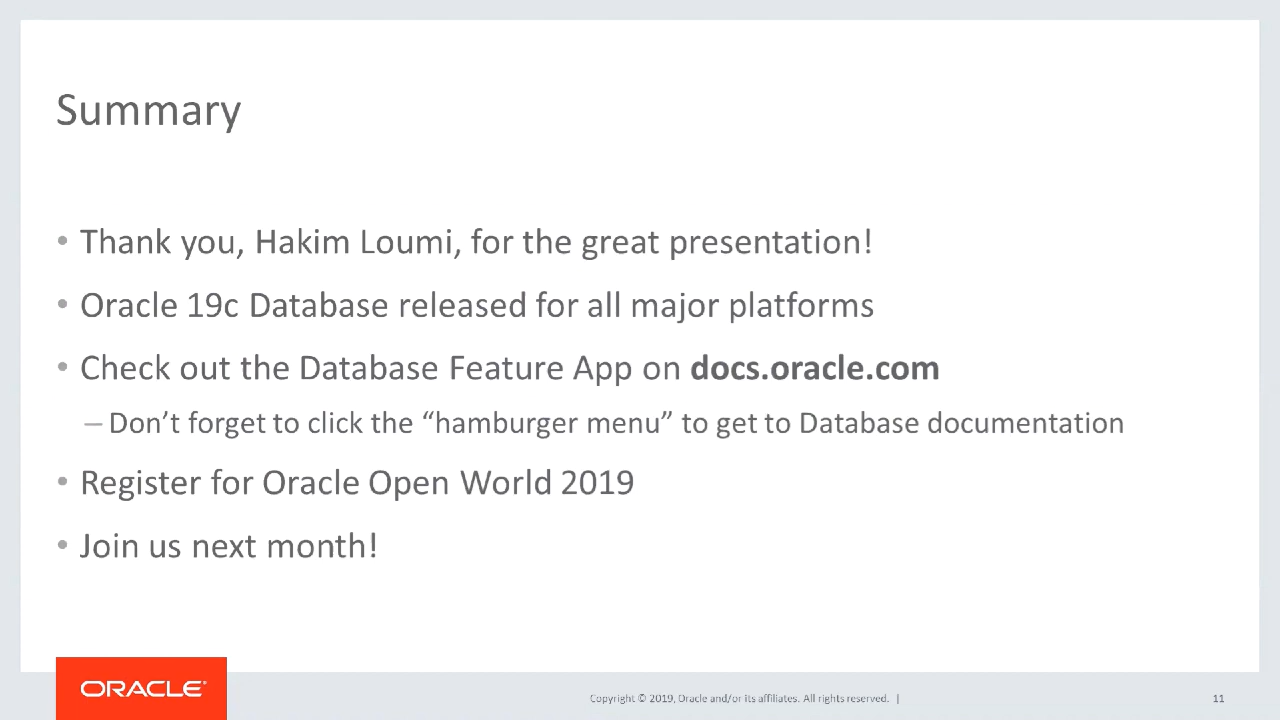 Summary
• Thank you, Hakim Loumi, for the great presentation!
• Oracle 19c Database released for all major platforms
• Check out the Database Feature App on docs.oracle.com
– Don’t forget to click the “hamburger menu” to get to Database documentation
• Register for Oracle Open World 2019
• Join us next month!
ORACLE®
Copyright © 2019, Oracle and/or its affiliates. All rights reserved. |
11